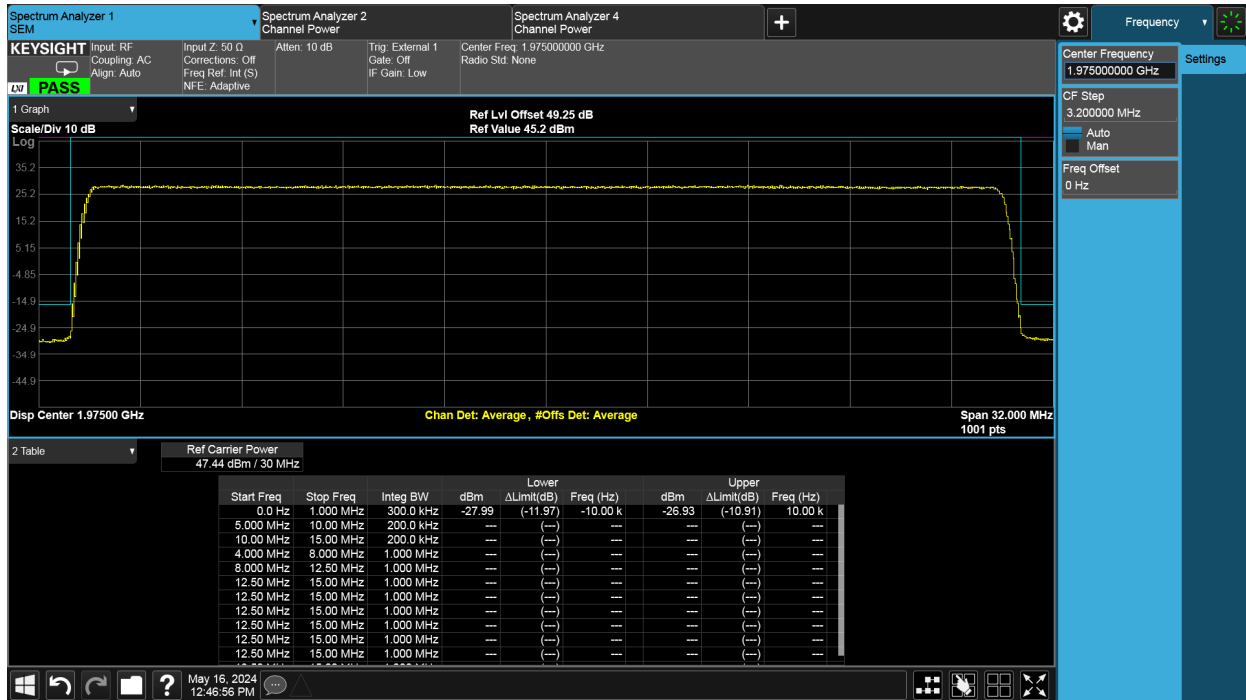 Spectrum Analyzer 1
SEM
Spectrum Analyzer 2
Channel Power
Spectrum Analyzer 4
Channel Power
Frequency
KEYSIGHT
LXI
PASS
Input: RF
Coupling: AC
Align: Auto
Input Z: 50 Ω
Corrections: Off
Freq Ref: Int (S)
NFE: Adaptive
Atten: 10 dB
Trig: External 1
Gate: Off
IF Gain: Low
Center Freq: 1.975000000 GHz
Radio Std: None
Center Frequency
1.975000000 GHz
Settings
CF Step
3.200000 MHz
Auto
Man
Freq Offset
0 Hz
1 Graph
Scale/Div 10 dB
Ref Lvl Offset 49.25 dB
Ref Value 45.2 dBm
Log
35.2
25.2
15.2
5.15
-4.85
-14.9
-24.9
-34.9
-44.9
Disp Center 1.97500 GHz
Chan Det: Average, #Offs Det: Average
Span 32.000 MHz
1001 pts
2 Table
Ref Carrier Power
47.44 dBm / 30 MHz
Lower Upper
Start Freq Stop Freq Integ BW dBm ΔLimit(dB) Freq (Hz) dBm ΔLimit(dB) Freq (Hz)
0.0 Hz 1.000 MHz 300.0 kHz -27.99 (-11.97) -10.00 k -26.93 (-10.91) 10.00 k
5.000 MHz 10.00 MHz 200.0 kHz --- (---) --- --- (---) ---
10.00 MHz 15.00 MHz 200.0 kHz --- (---) --- --- (---) ---
4.000 MHz 8.000 MHz 1.000 MHz --- (---) --- --- (---) ---
8.000 MHz 12.50 MHz 1.000 MHz --- (---) --- --- (---) ---
12.50 MHz 15.00 MHz 1.000 MHz --- (---) --- --- (---) ---
12.50 MHz 15.00 MHz 1.000 MHz --- (---) --- --- (---) ---
12.50 MHz 15.00 MHz 1.000 MHz --- (---) --- --- (---) ---
12.50 MHz 15.00 MHz 1.000 MHz --- (---) --- --- (---) ---
12.50 MHz 15.00 MHz 1.000 MHz --- (---) --- --- (---) ---
12.50 MHz 15.00 MHz 1.000 MHz --- (---) --- --- (---) ---
May 16, 2024
12:46:56 PM